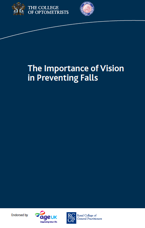 THE COLLEGE
OF OPTOMETRISTS
The Importance of Vision
in Preventing Falls
Endorsed by
age UK
Royal College of
General Practitioners